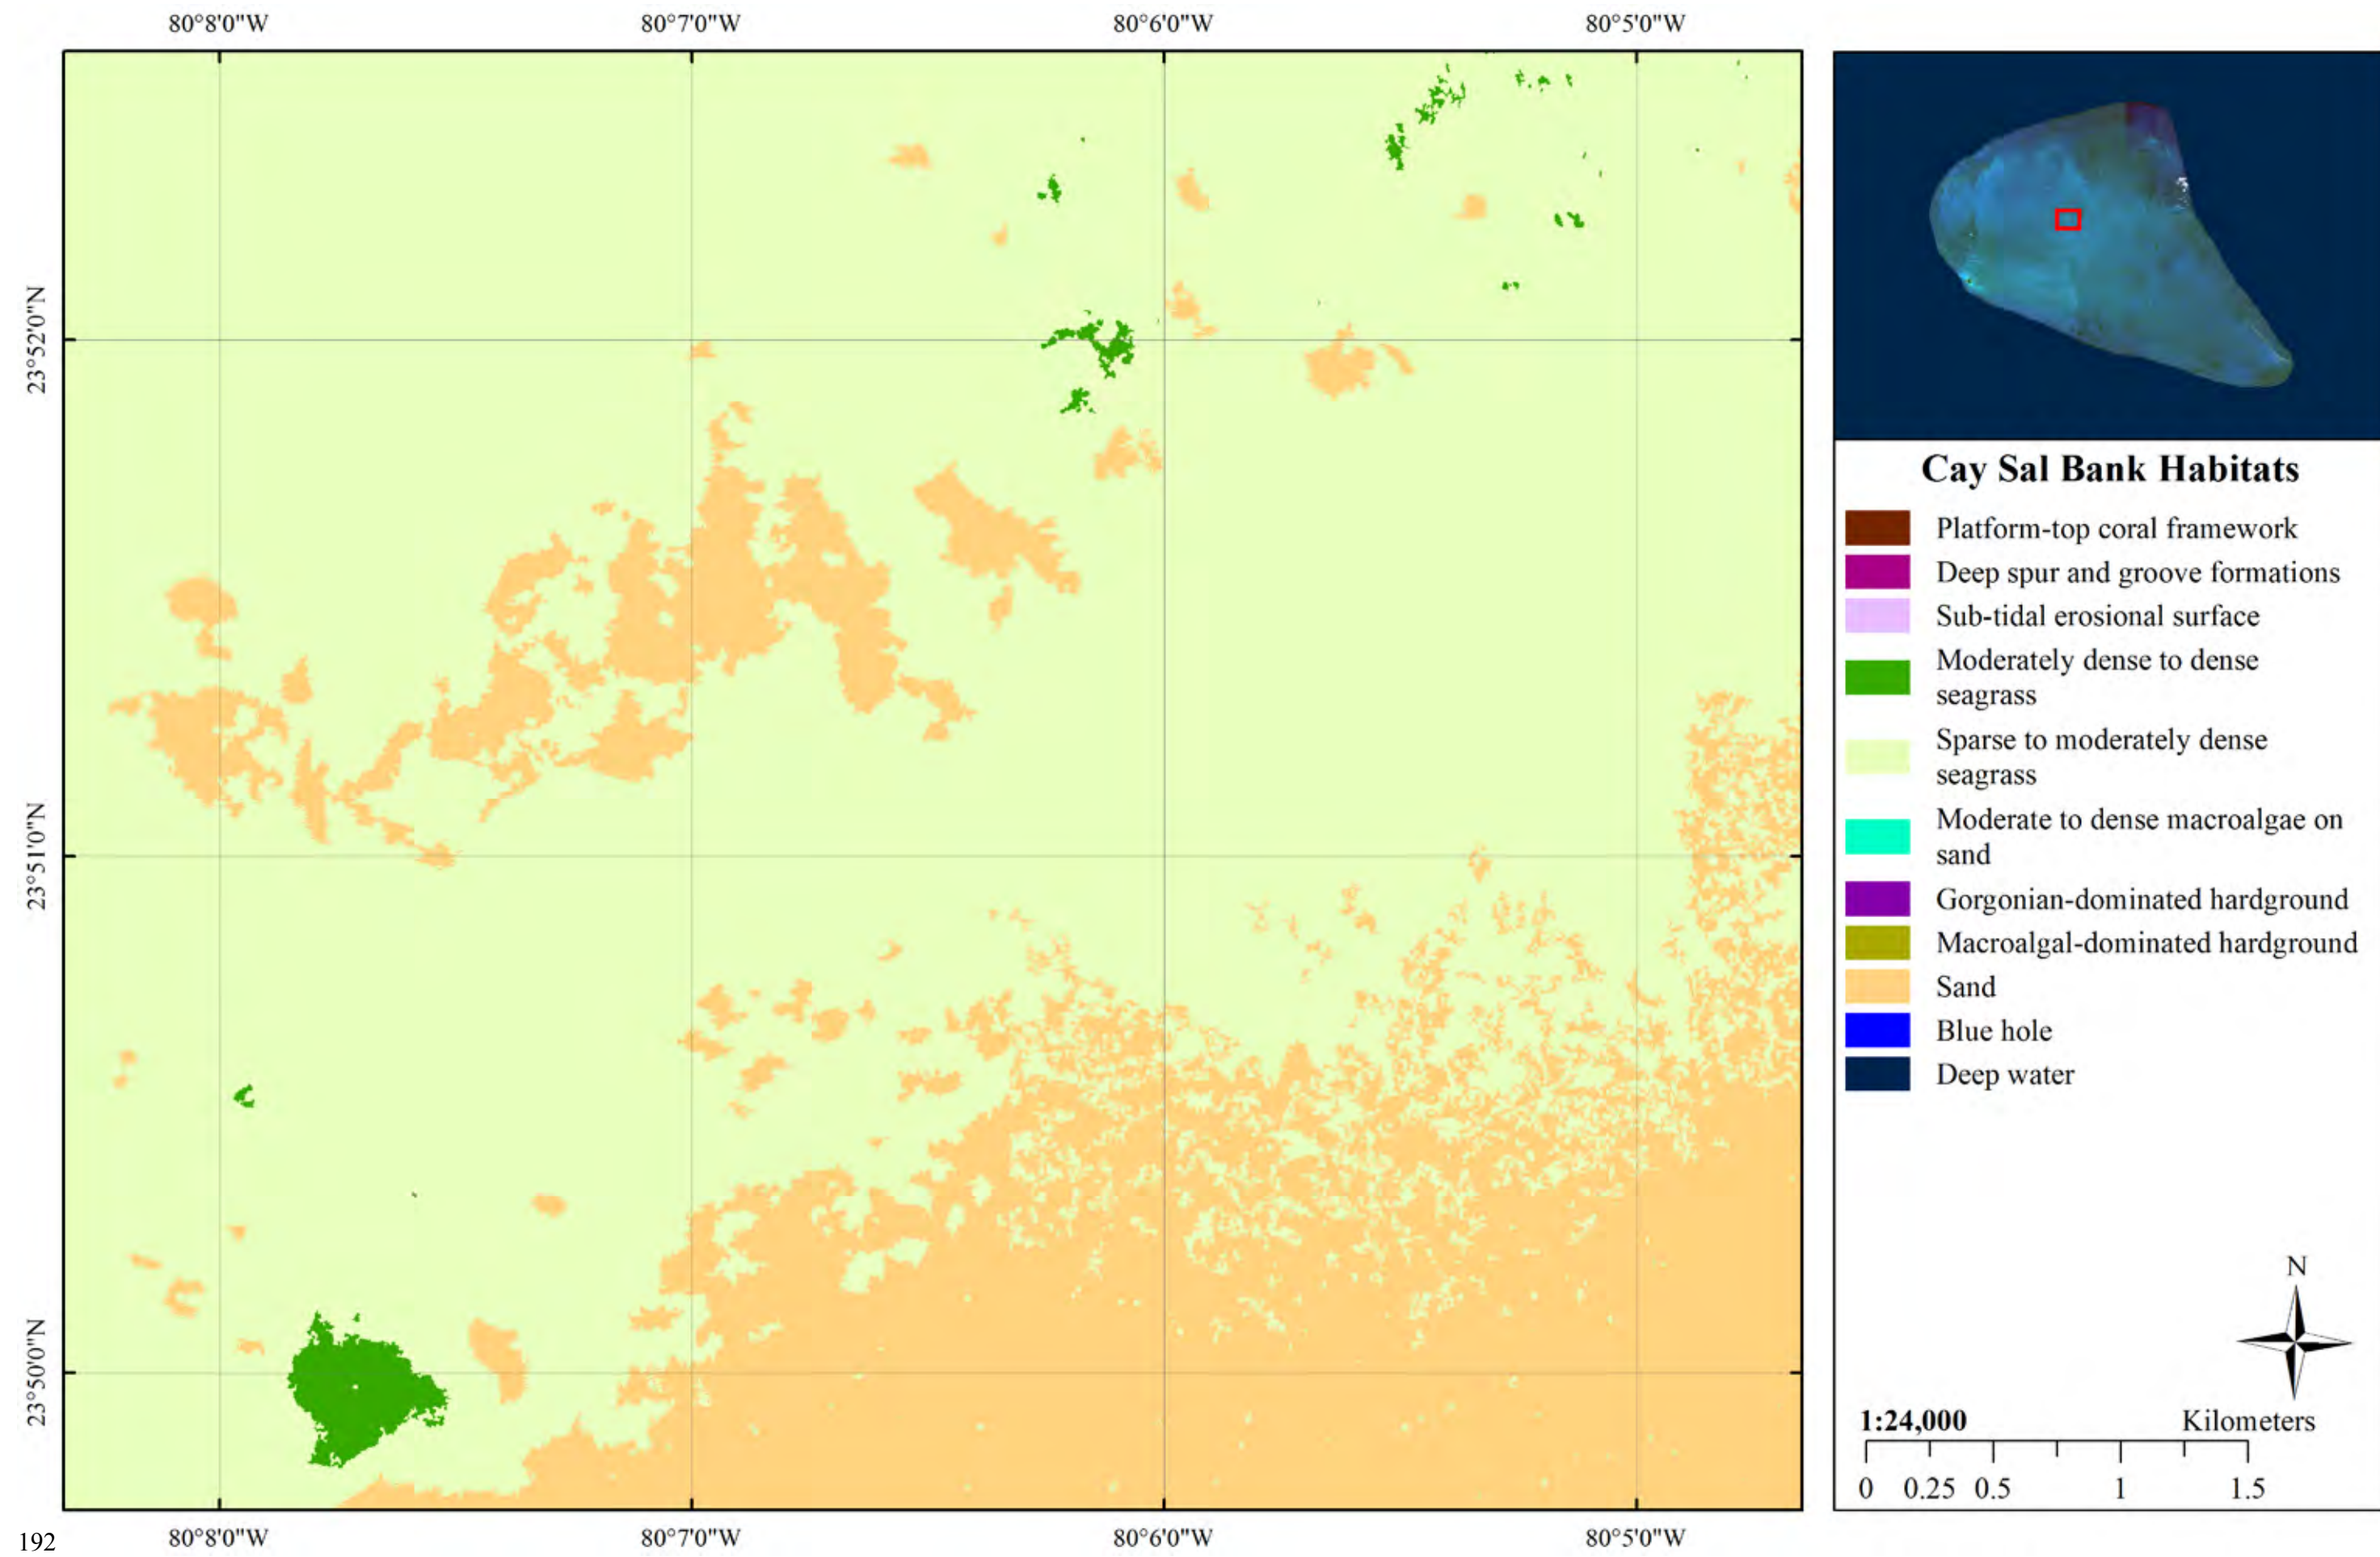 80°8'0"W 80°7'0"W 80°6'0"W 80°5'0"W
23°52'0"N
23°51'0"N
23°50'0"N
80°8'0"W 80°7'0"W 80°6'0"W 80°5'0"W
192
Cay Sal Bank Habitats
Platform-top coral framework
Deep spur and groove formations
Sub-tidal erosional surface
Moderately dense to dense
seagrass
Sparse to moderately dense
seagrass
Moderate to dense macroalgae on
sand
Gorgonian-dominated hardground
Macroalgal-dominated hardground
Sand
Blue hole
Deep water
N
1:24,000 Kilometers
0 0.25 0.5 1 1.5